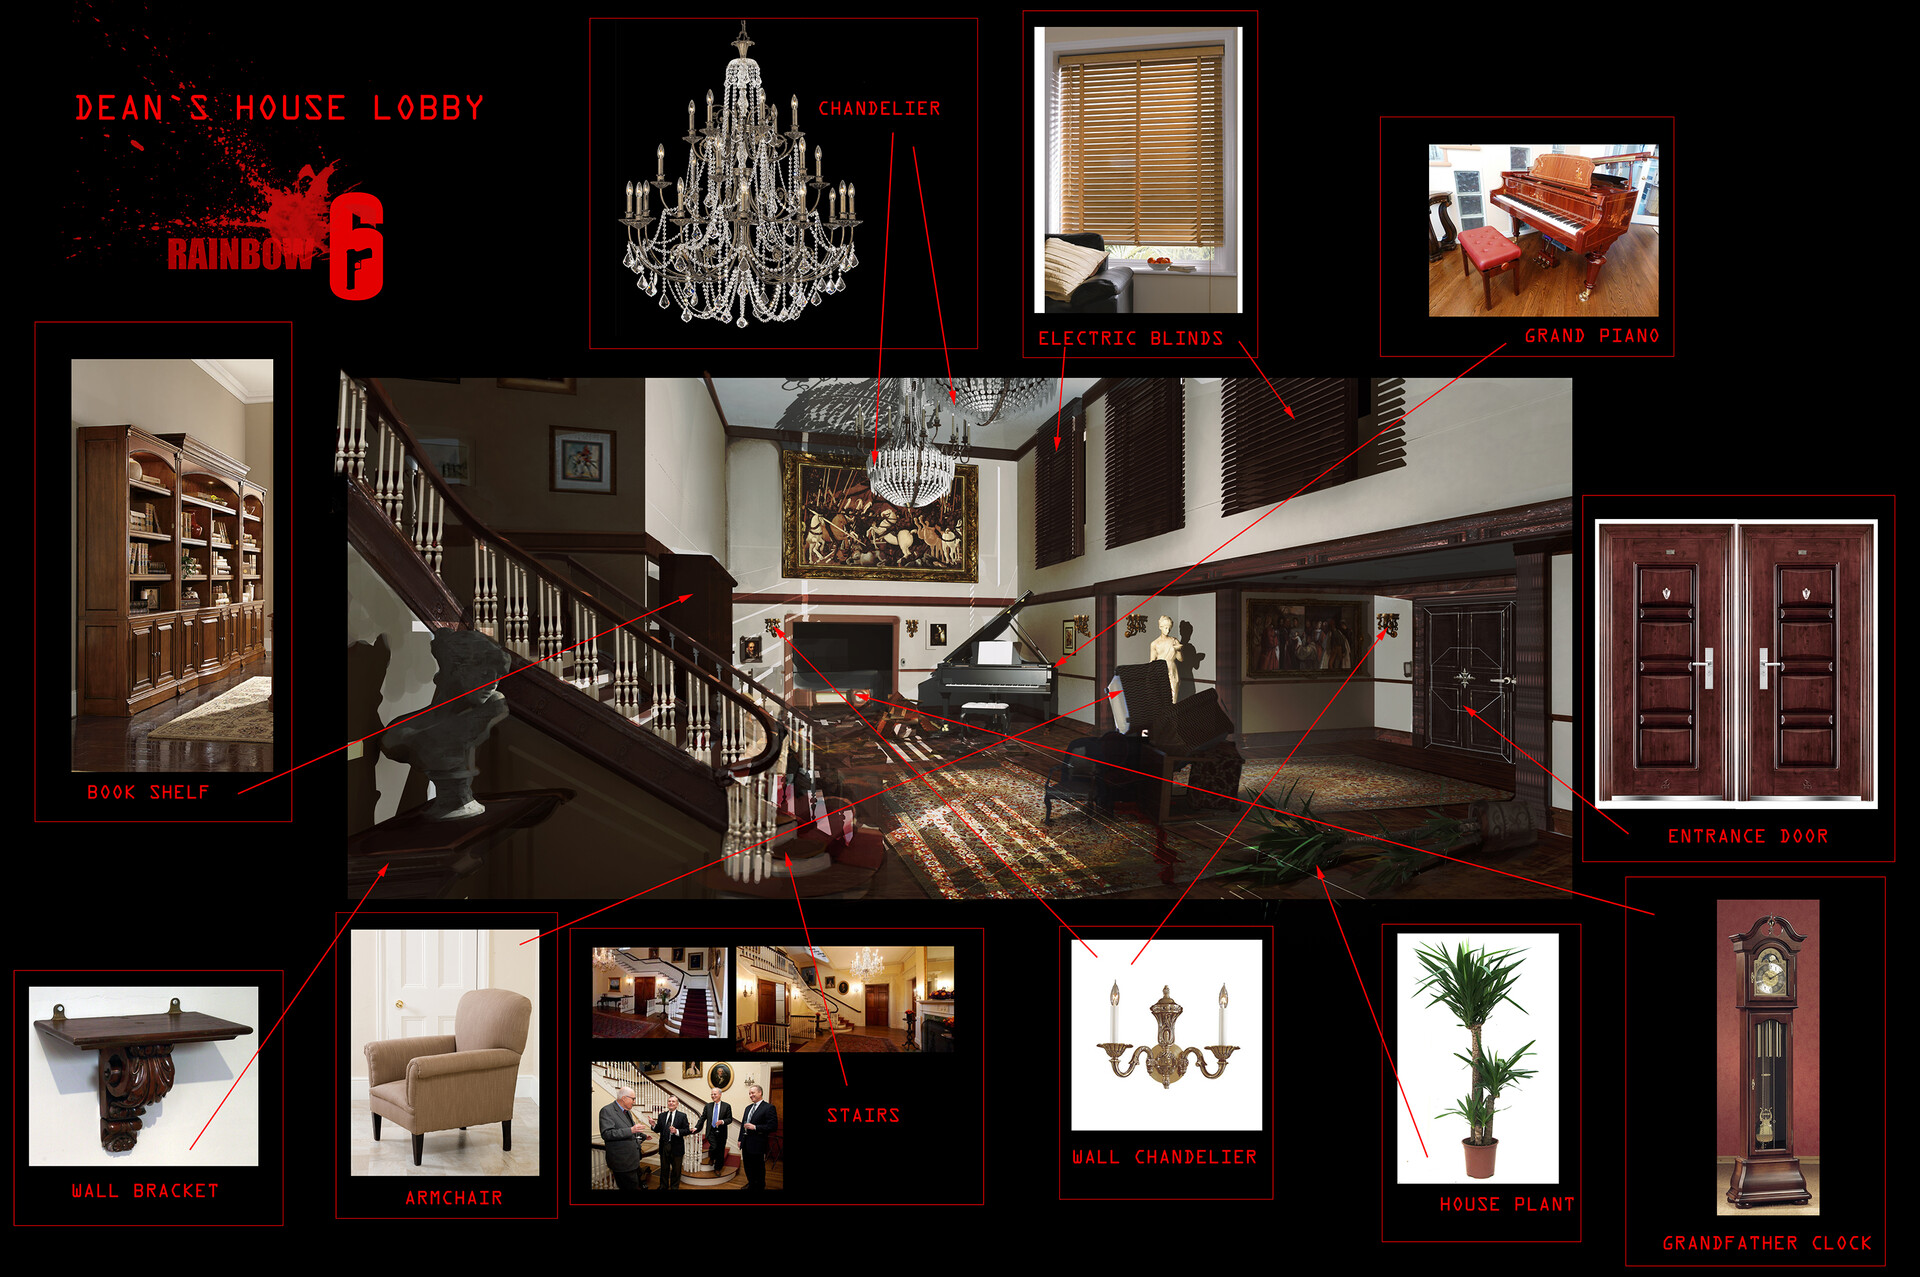 DEAN`S HOUSE LOBBY
RAINBOW 6
CHANDELIER
ELECTRIC BLINDS
GRAND PIANO
BOOK SHELF
ENTRANCE DOOR
WALL BRACKET
ARMCHAIR
STAIRS
WALL CHANDELIER
HOUSE PLANT
GRANDFATHER CLOCK